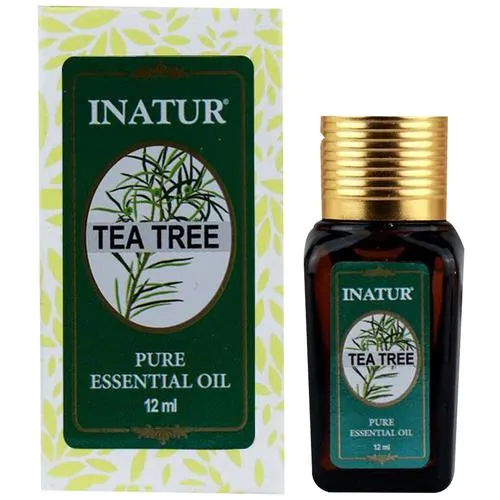 INATUR®
TEA TREE
PURE
ESSENTIAL OIL
12 ml
INATUR®
TEA TREE
PURE
ESSENTIAL OIL
12 ml